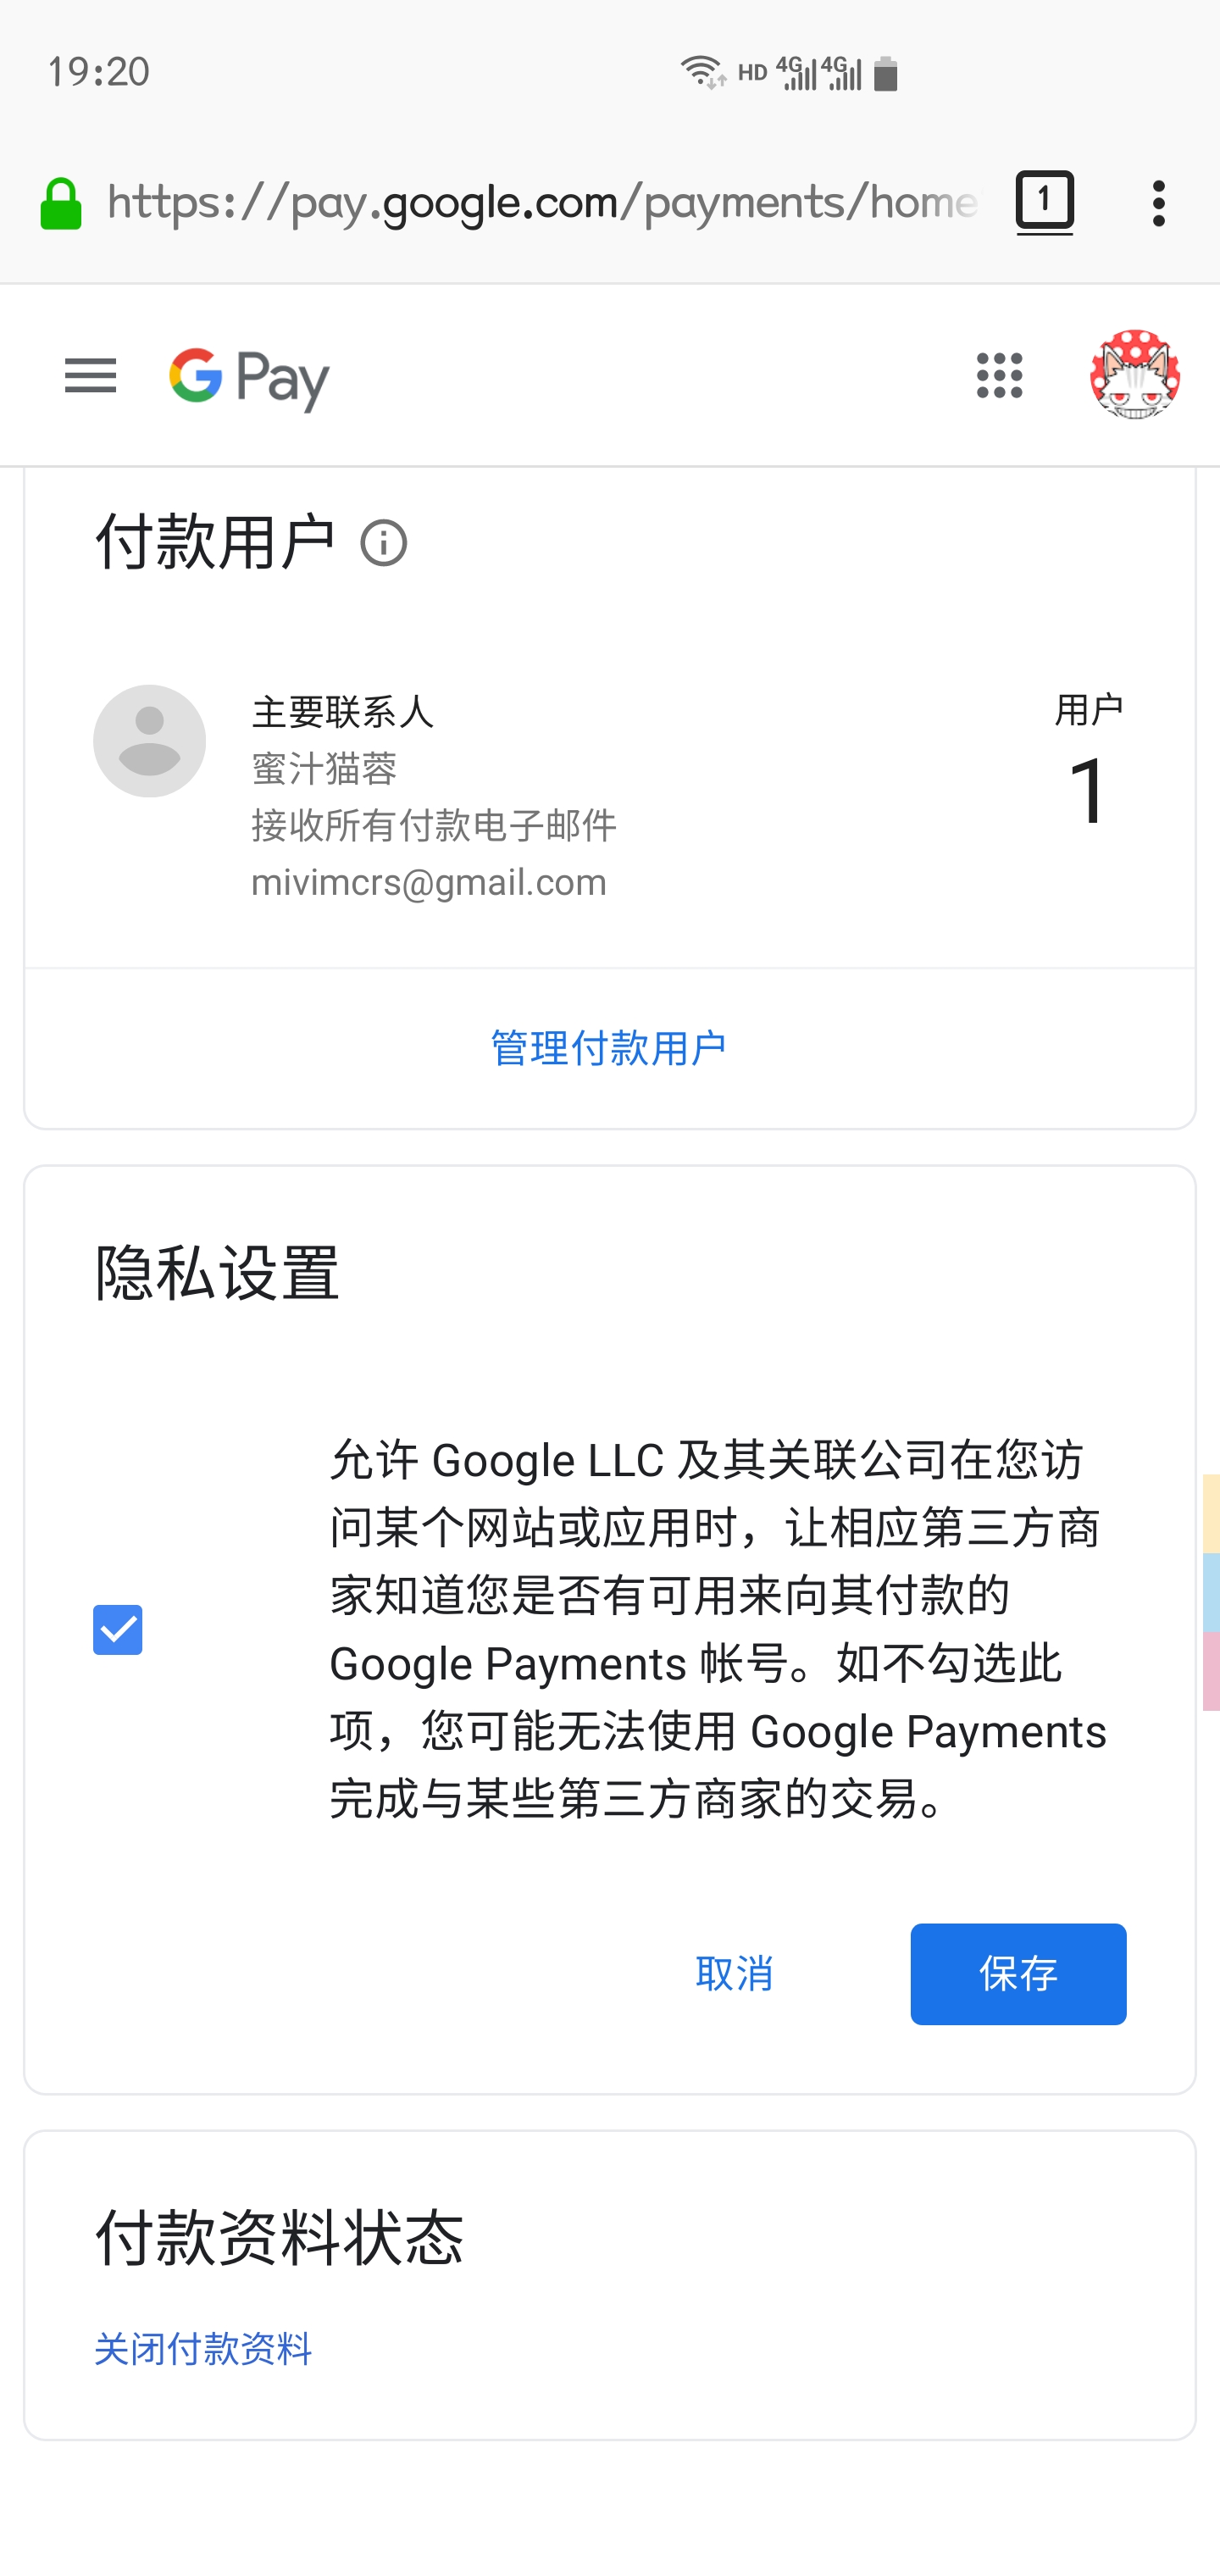 19:20
HD 4G 4G
https://pay.google.com/payments/home
1
G Pay
付款用户
主要联系人
用户
蜜汁猫蓉
1
接收所有付款电子邮件
mivimcrs@gmail.com
管理付款用户
隐私设置
允许 Google LLC 及其关联公司在您访
问某个网站或应用时，让相应第三方商
家知道您是否有可用来向其付款的
Google Payments 帐号。如不勾选此
项，您可能无法使用 Google Payments
完成与某些第三方商家的交易。
取消
保存
付款资料状态
关闭付款资料